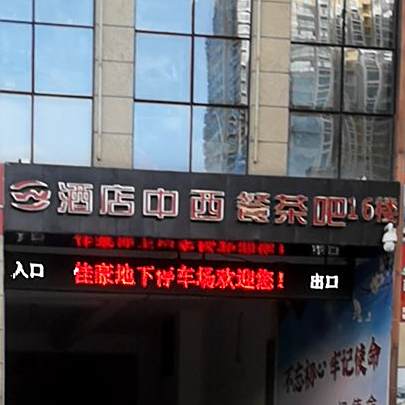 酒店中西餐茶吧16楼
入口 佳豪地下停车场欢迎您! 出口
不忘初心 牢记使命